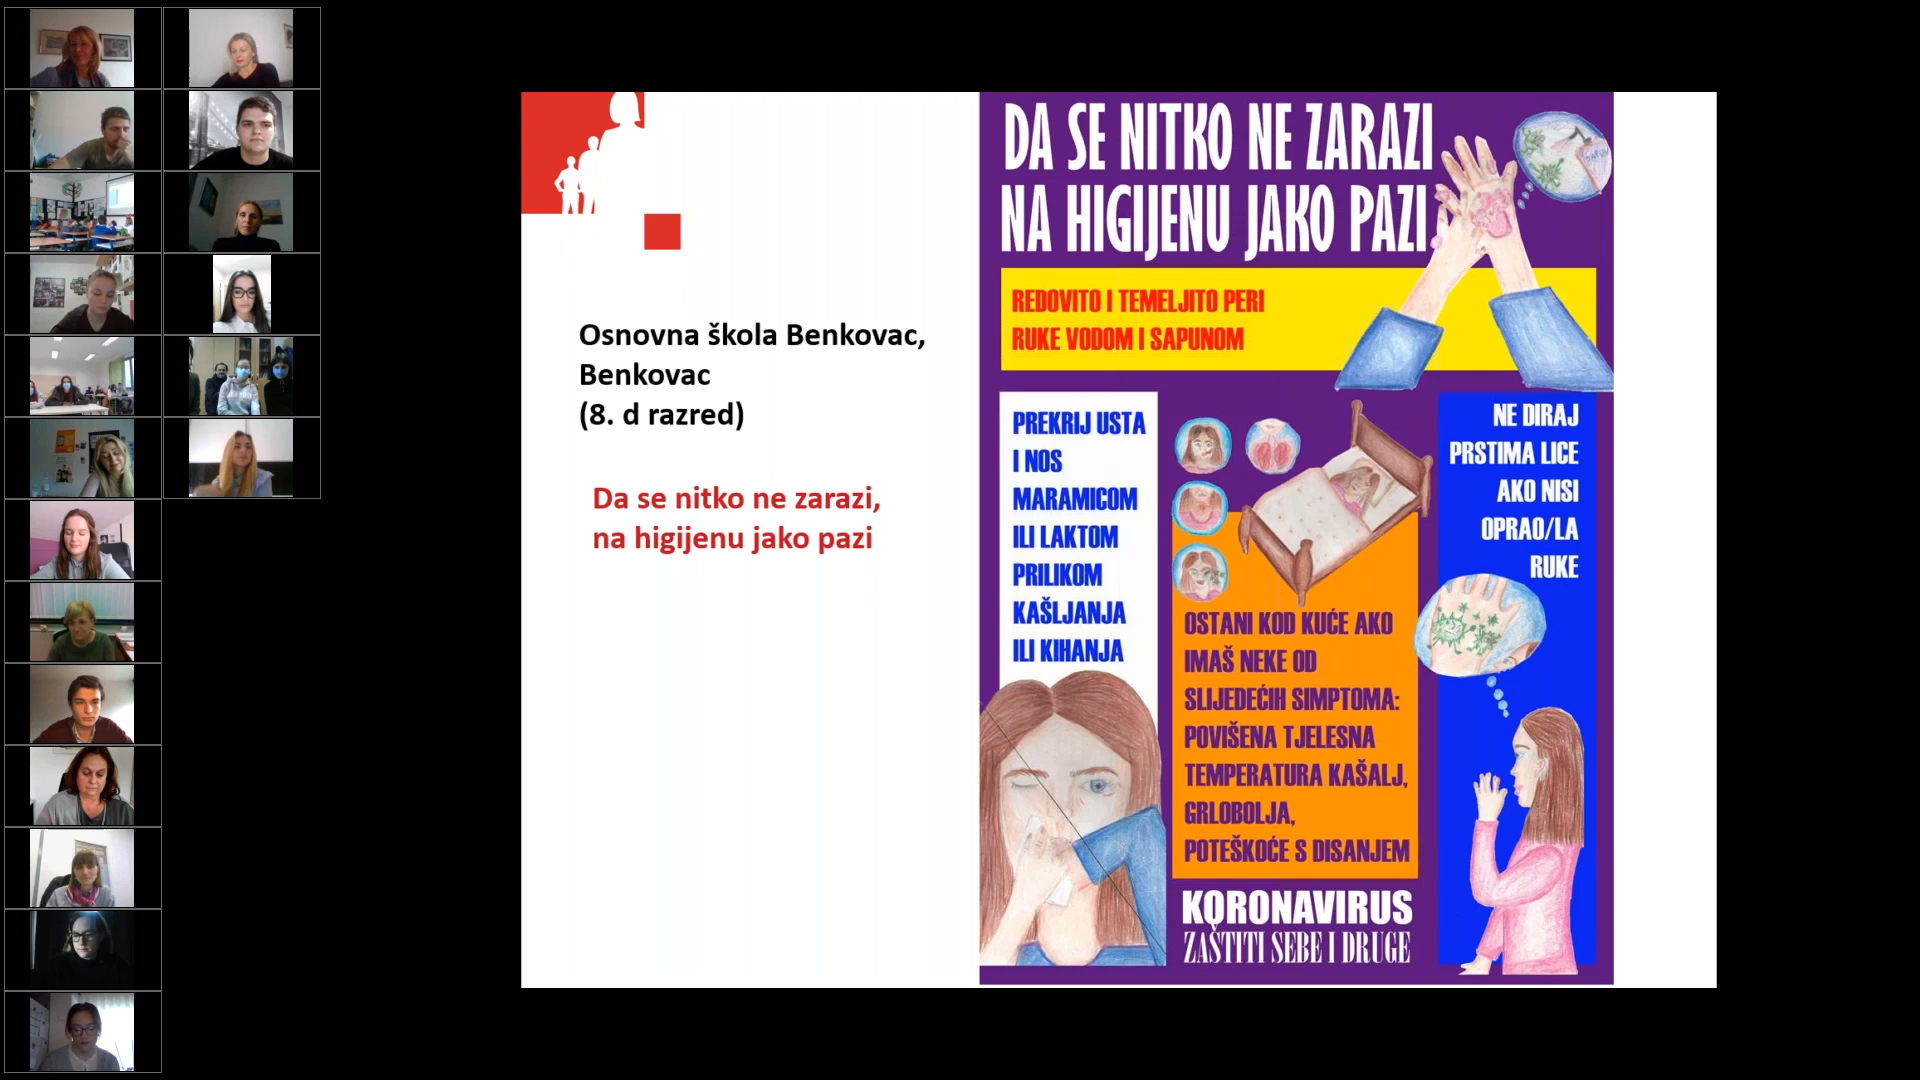 Osnovna škola Benkovac,
Benkovac
(8. d razred)
Da se nitko ne zarazi,
na higijenu jako pazi
DA SE NITKO NE ZARAZI
NA HIGIJENU JAKO PAZI
REDOVITO I TEMELJITO PERI
RUKE VODOM I SAPUNOM
PREKRIJ USTA
I NOS
MARAMICOM
ILI LAKTOM
PRILIKOM
KAŠLJANJA
ILI KIHANJA
OSTANI KOD KUĆE AKO
IMAŠ NEKE OD
SLIJEDEĆIH SIMPTOMA:
POVIŠENA TJELESNA
TEMPERATURA KAŠALJ,
GRLOBOLJA,
POTEŠKOĆE S DISANJEM
NE DIRAJ
PRSTIMA LICE
AKO NISI
OPRAO/LA
RUKE
KORONAVIRUS
ZAŠTITI SEBE I DRUGE